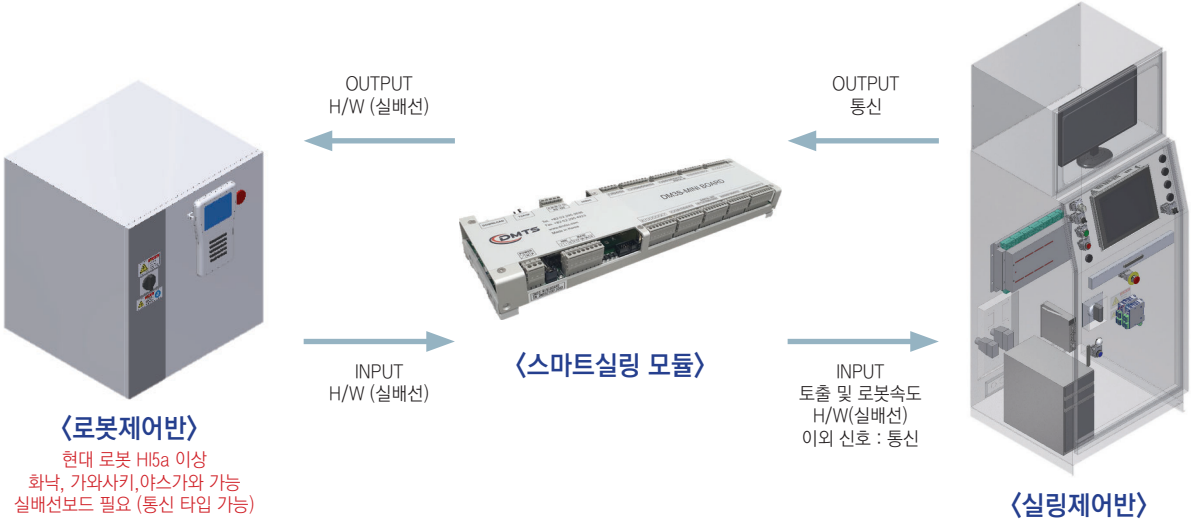 OUTPUT
H/W (실배선)
OUTPUT
통신
DMTS
DMOS-MINI BOARD
INPUT
H/W (실배선)
〈스마트실링 모듈〉
INPUT
토출 및 로봇속도
H/W(실배선)
이외 신호 : 통신
〈로봇제어반〉
현대 로봇 HI5a 이상
화낙, 가와사키,야스가와 가능
실배선보드 필요 (통신 타입 가능)
〈실링제어반〉